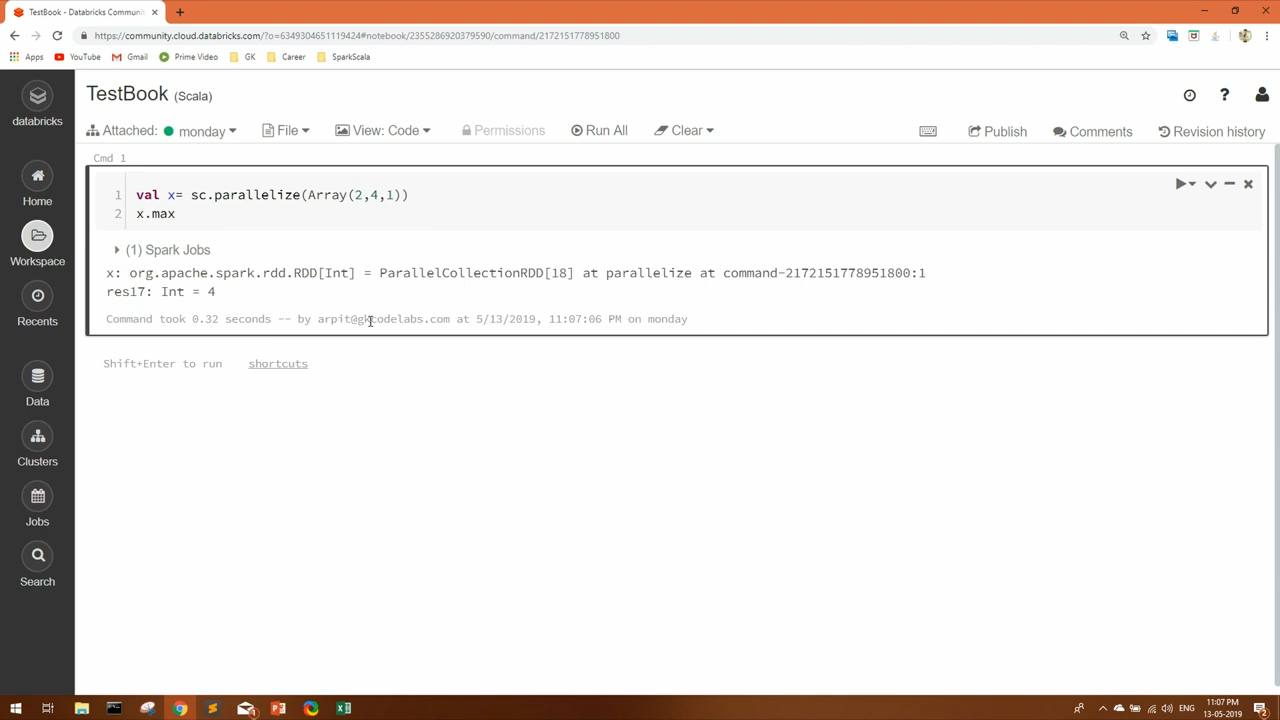 TestBook - Databricks Community
https://community.cloud.databricks.com/?o=6349304651119424#notebook/2355286920379590/command/2172151778951800
Apps YouTube Gmail Prime Video GK Career SparkScala
databricks
Home
Workspace
Recents
Data
Clusters
Jobs
Search
TestBook (Scala)
Attached: monday File View: Code Permissions Run All Clear Publish Comments Revision history
Cmd 1
1 val x= sc.parallelize(Array(2,4,1))
2 x.max
(1) Spark Jobs
x: org.apache.spark.rdd.RDD[Int] = ParallelCollectionRDD[18] at parallelize at command-2172151778951800:1
res17: Int = 4
Command took 0.32 seconds -- by arpit@gkcodelabs.com at 5/13/2019, 11:07:06 PM on monday
Shift+Enter to run shortcuts
ENG
11:07 PM
13-05-2019